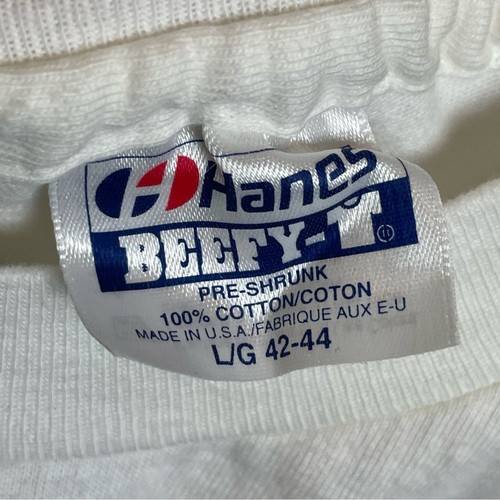 Hanes
BEEFY-T®
PRE-SHRUNK
100% COTTON/COTON
MADE IN U.S.A./FABRIQUE AUX E-U
L/G 42-44